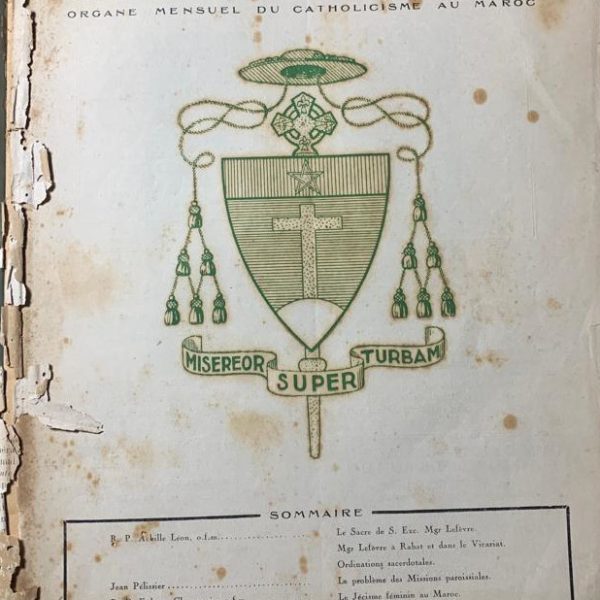 ORGANE MENSUEL DU CATHOLICISME AU MAROC
MISEREOR SUPER TURBAM
SOMMAIRE
R. P. Achille Léon, o.f.m. Le Sacre de S. Exc. Mgr Lefèvre.
Mgr Lefèvre à Rabat et dans le Vicariat.
Ordinations sacerdotales.
Jean Pélissier La problème des Missions paroissiales.
Le Jécisme féminin au Maroc.